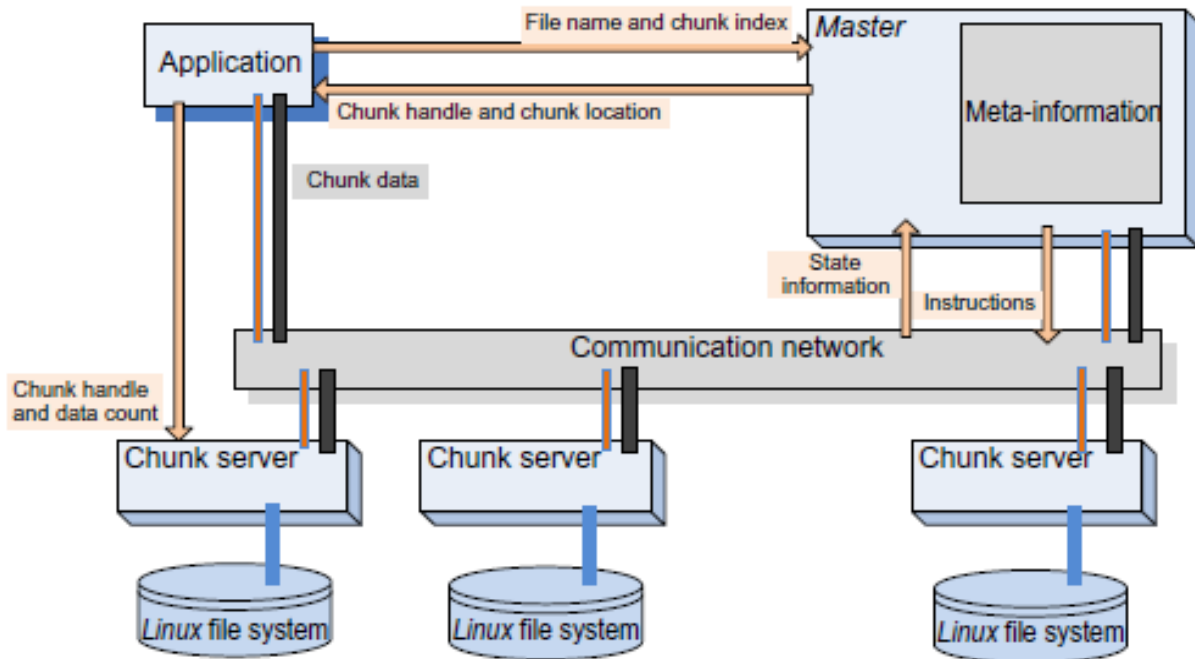 File name and chunk index
Master
Application
Meta-information
Chunk handle and chunk location
Chunk data
State
information
Instructions
Communication network
Chunk handle
and data count
Chunk server
Chunk server
Chunk server
Linux file system
Linux file system
Linux file system